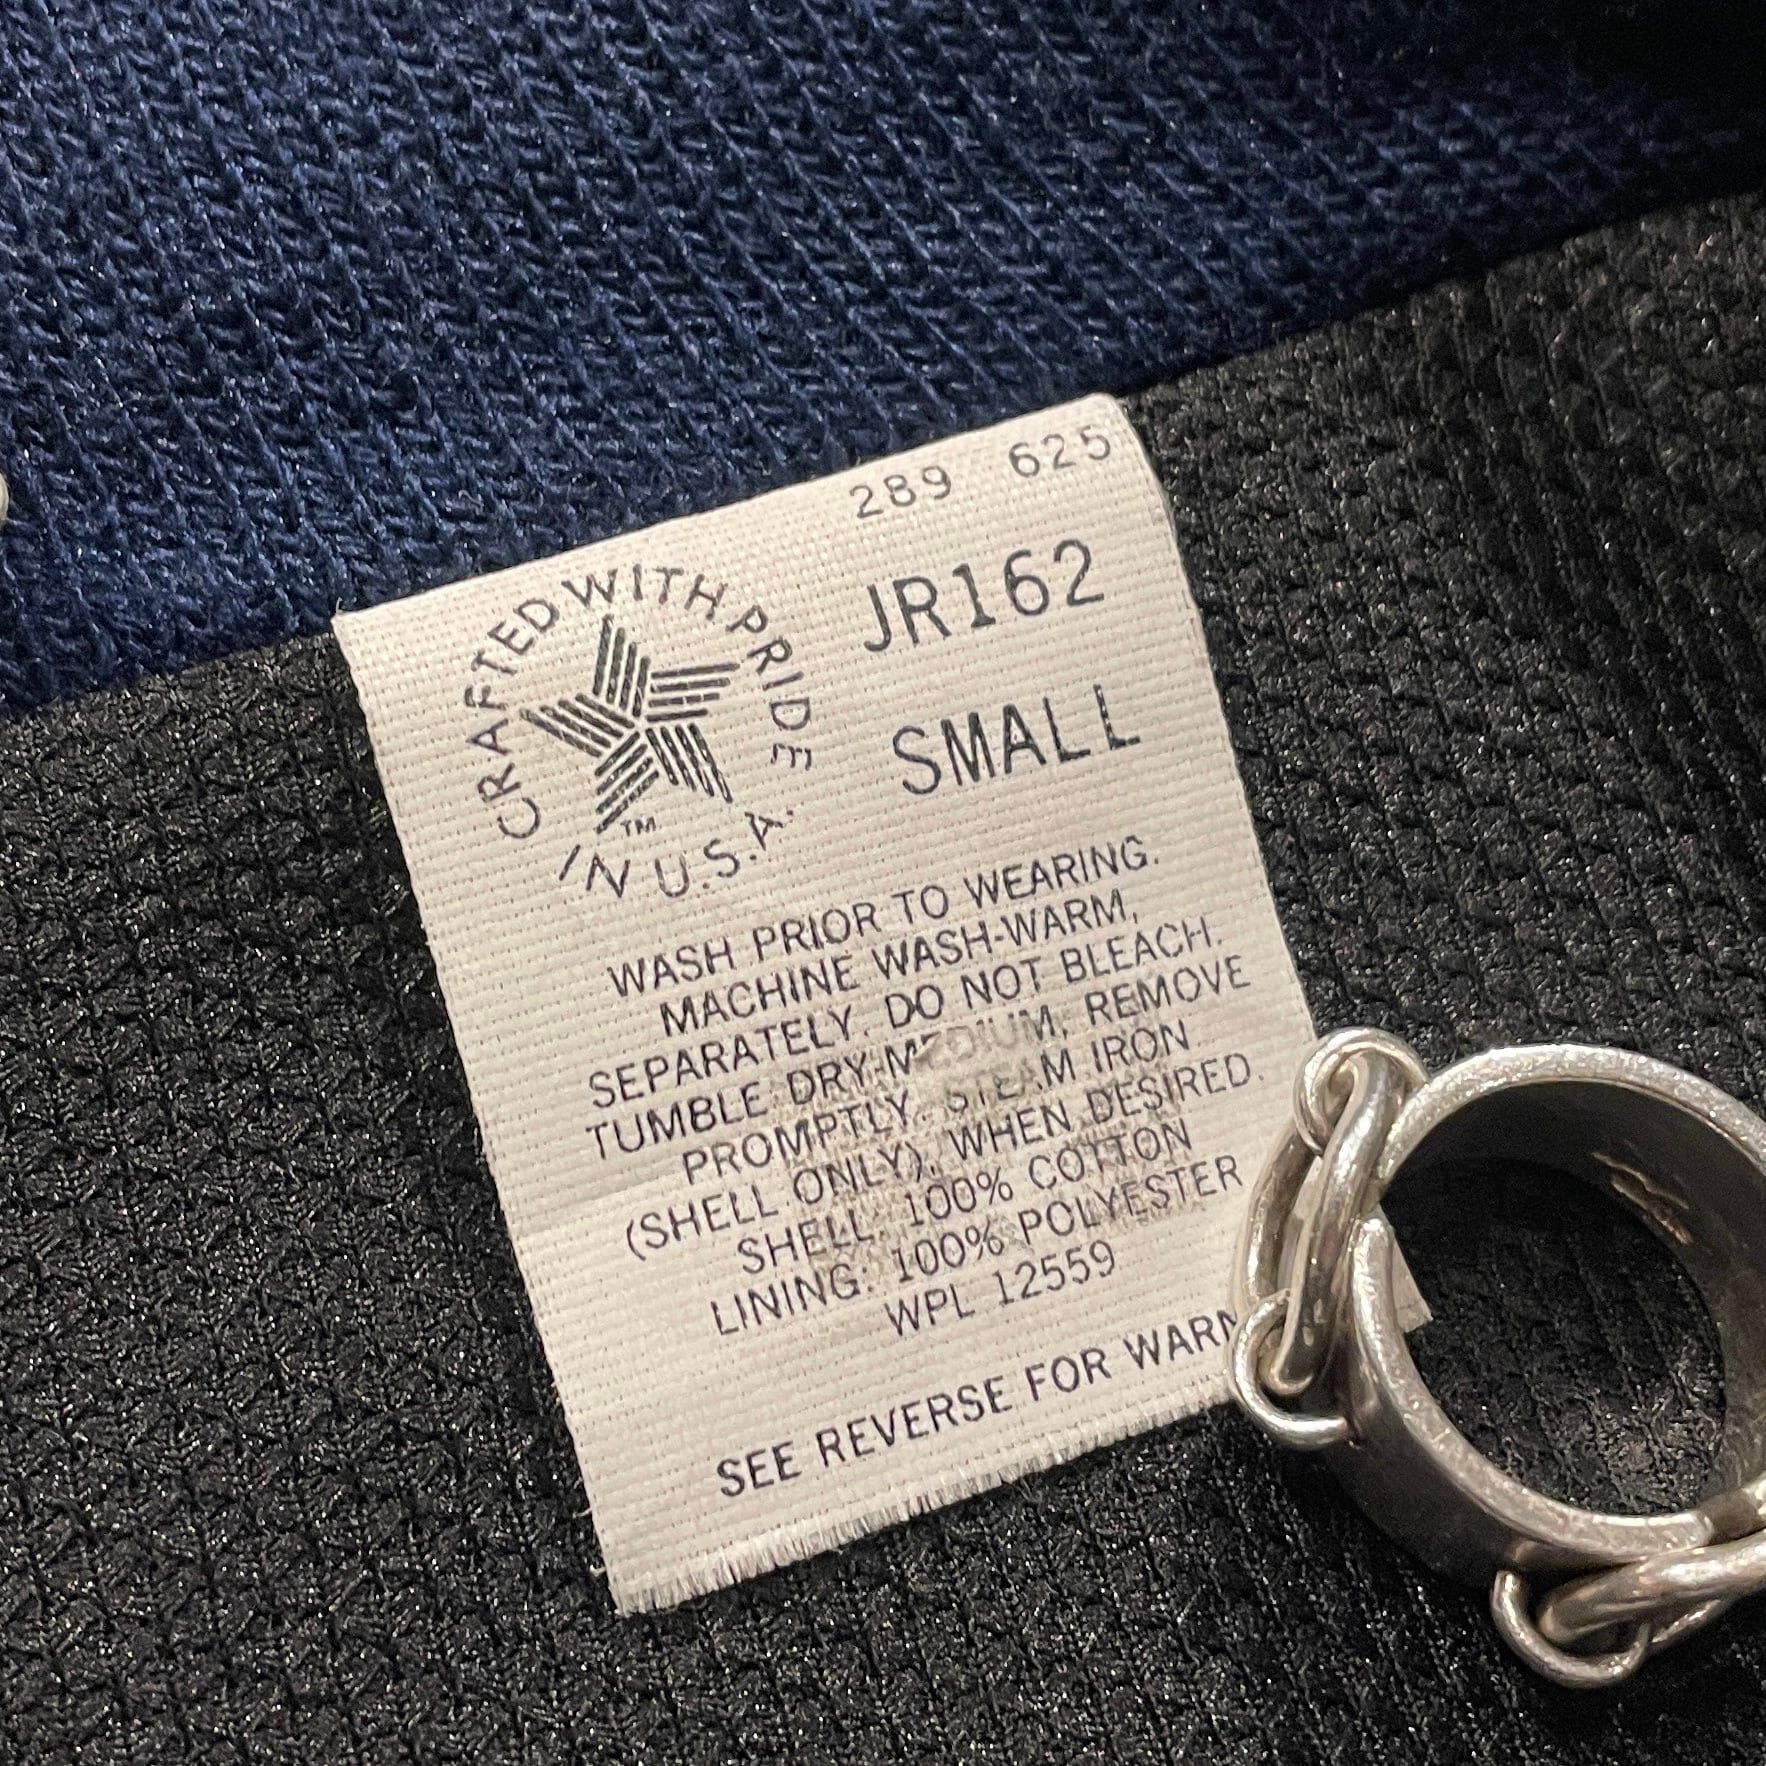 289 625
JR162
SMALL
CRAFTED WITH PRIDE
IN U.S.A.
TM
WASH PRIOR TO WEARING.
MACHINE WASH-WARM,
SEPARATELY. DO NOT BLEACH.
TUMBLE DRY-MEDIUM, REMOVE
PROMPTLY. STEAM IRON
(SHELL ONLY), WHEN DESIRED.
SHELL: 100% COTTON
LINING: 100% POLYESTER
WPL 12559
SEE REVERSE FOR WARN